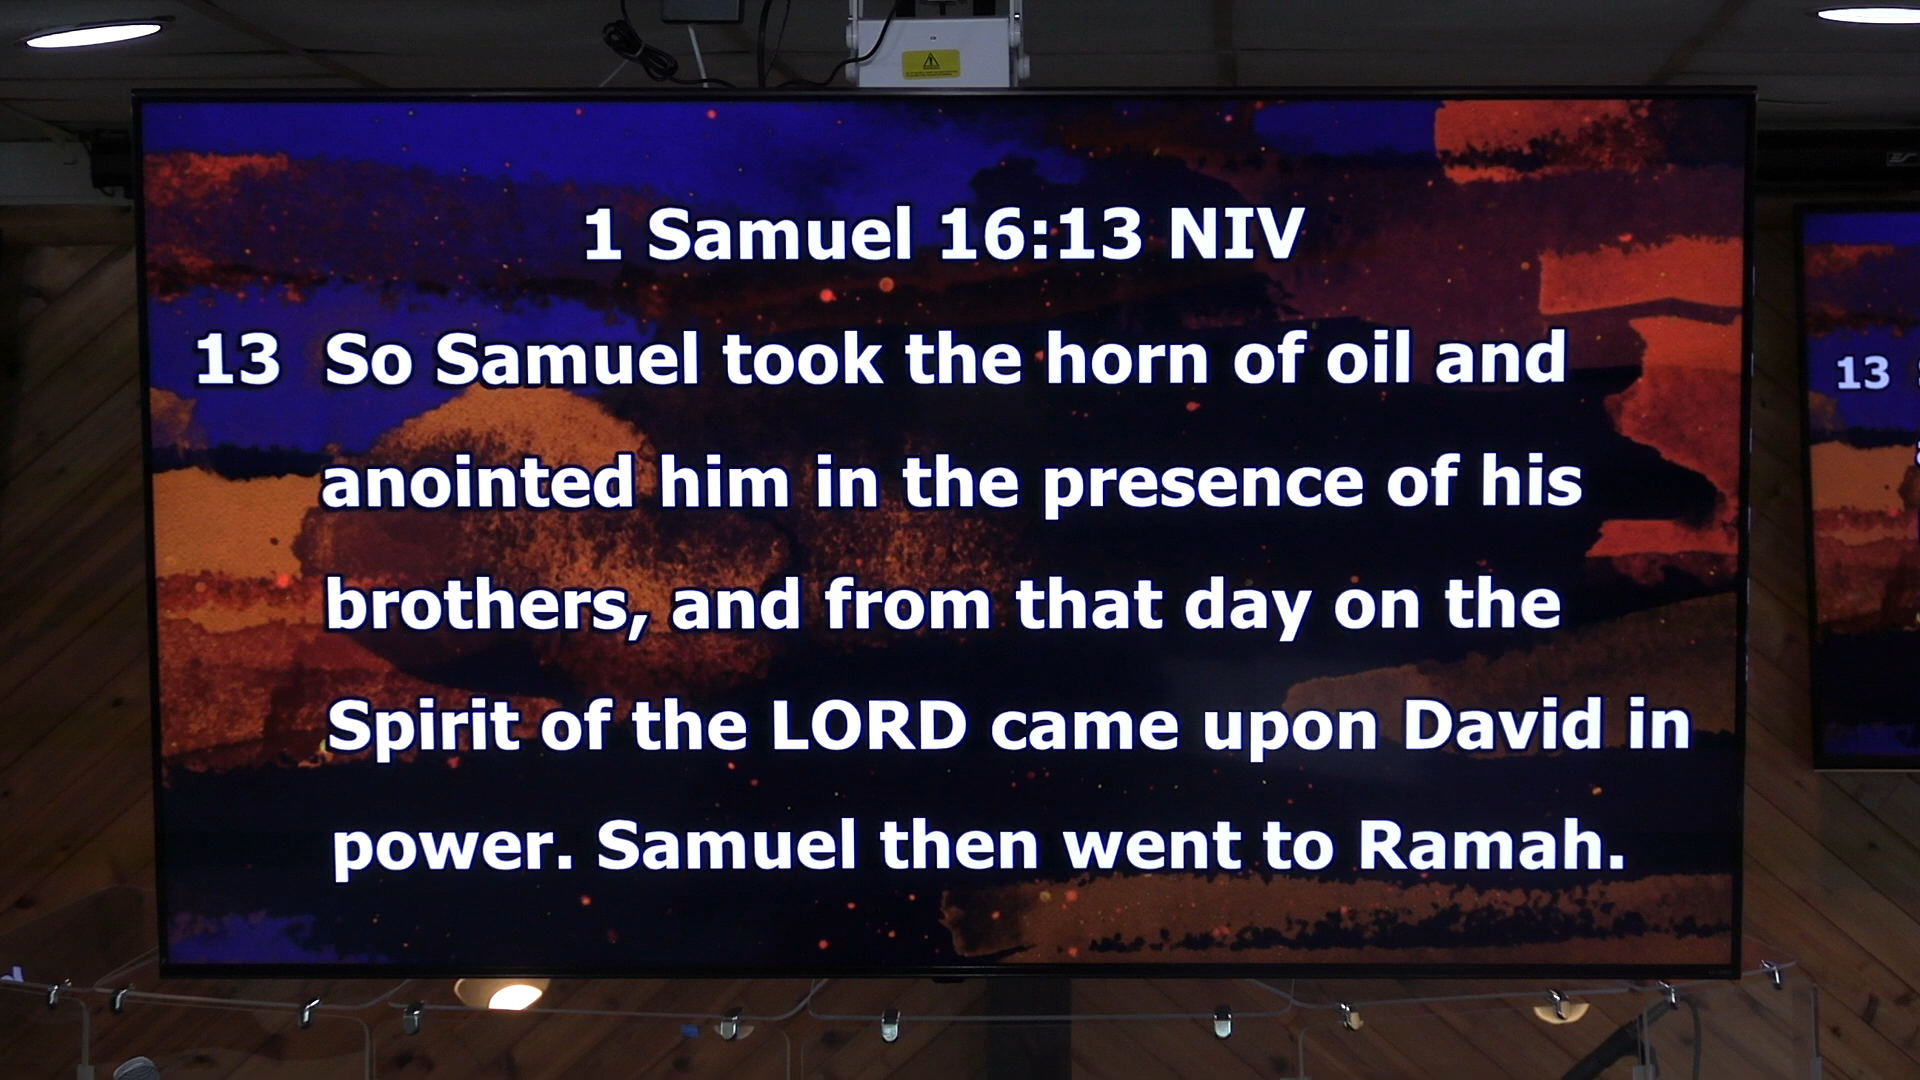 1 Samuel 16:13 NIV
13 So Samuel took the horn of oil and
anointed him in the presence of his
brothers, and from that day on the
Spirit of the LORD came upon David in
power. Samuel then went to Ramah.
13